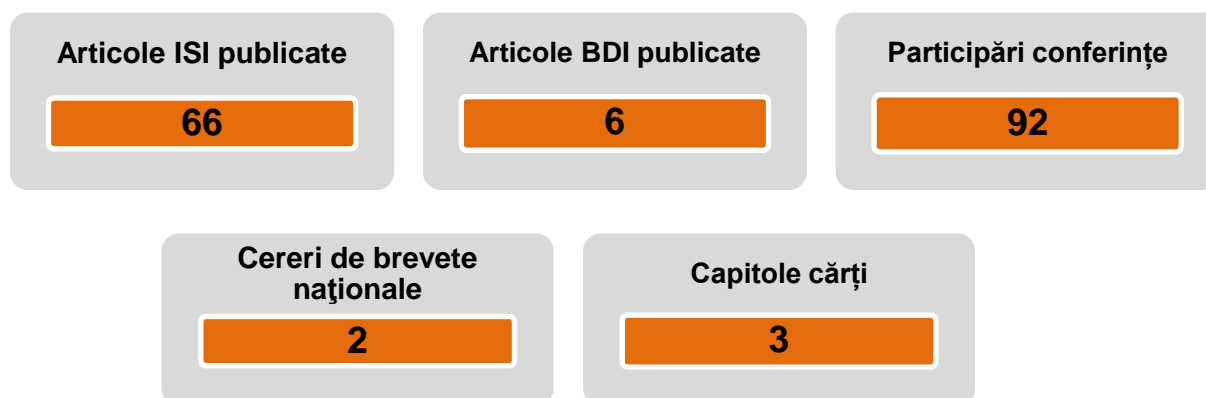 Articole ISI publicate
66
Articole BDI publicate
6
Participări conferințe
92
Cereri de brevete
naţionale
2
Capitole cărți
3